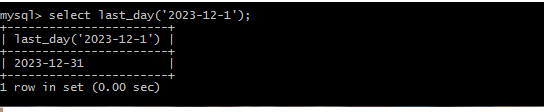 mysql> select last_day('2023-12-1');
+-----------------------+
| last_day('2023-12-1') |
+-----------------------+
| 2023-12-31            |
+-----------------------+
1 row in set (0.00 sec)